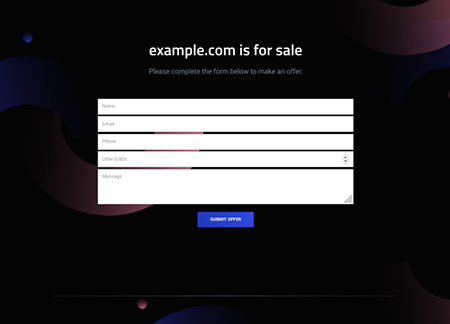 example.com is for sale
Please complete the form below to make an offer.
Name
Email
Phone
Offer (USD)
Message
SUBMIT OFFER